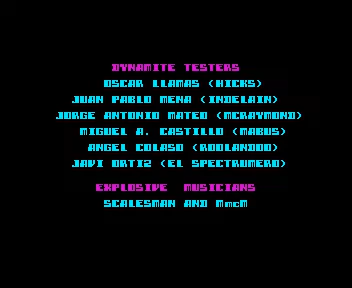 DYNAMITE TESTERS
OSCAR LLAMAS (HICKS)
JUAN PABLO MENA (INDELAIN)
JORGE ANTONIO MATEO (MCRAYMOND)
MIGUEL A. CASTILLO (MABUS)
ANGEL COLASO (ROOLANDOO)
JAVI ORTIZ (EL SPECTRUMERO)
EXPLOSIVE MUSICIANS
SCALESMAN AND MmcM